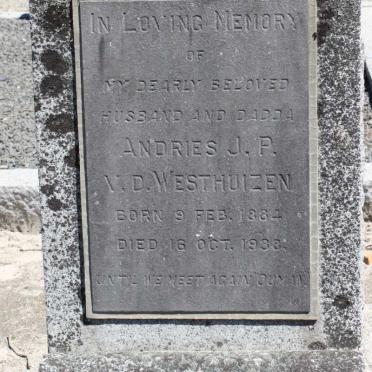 IN LOVING MEMORY
OF
MY DEARLY BELOVED
HUSBAND AND DADDA
ANDRIES J. P.
V. D. WESTHUIZEN
BORN 9 FEB. 1884
DIED 16 OCT. 1938.
UNTIL WE MEET AGAIN OUMAN